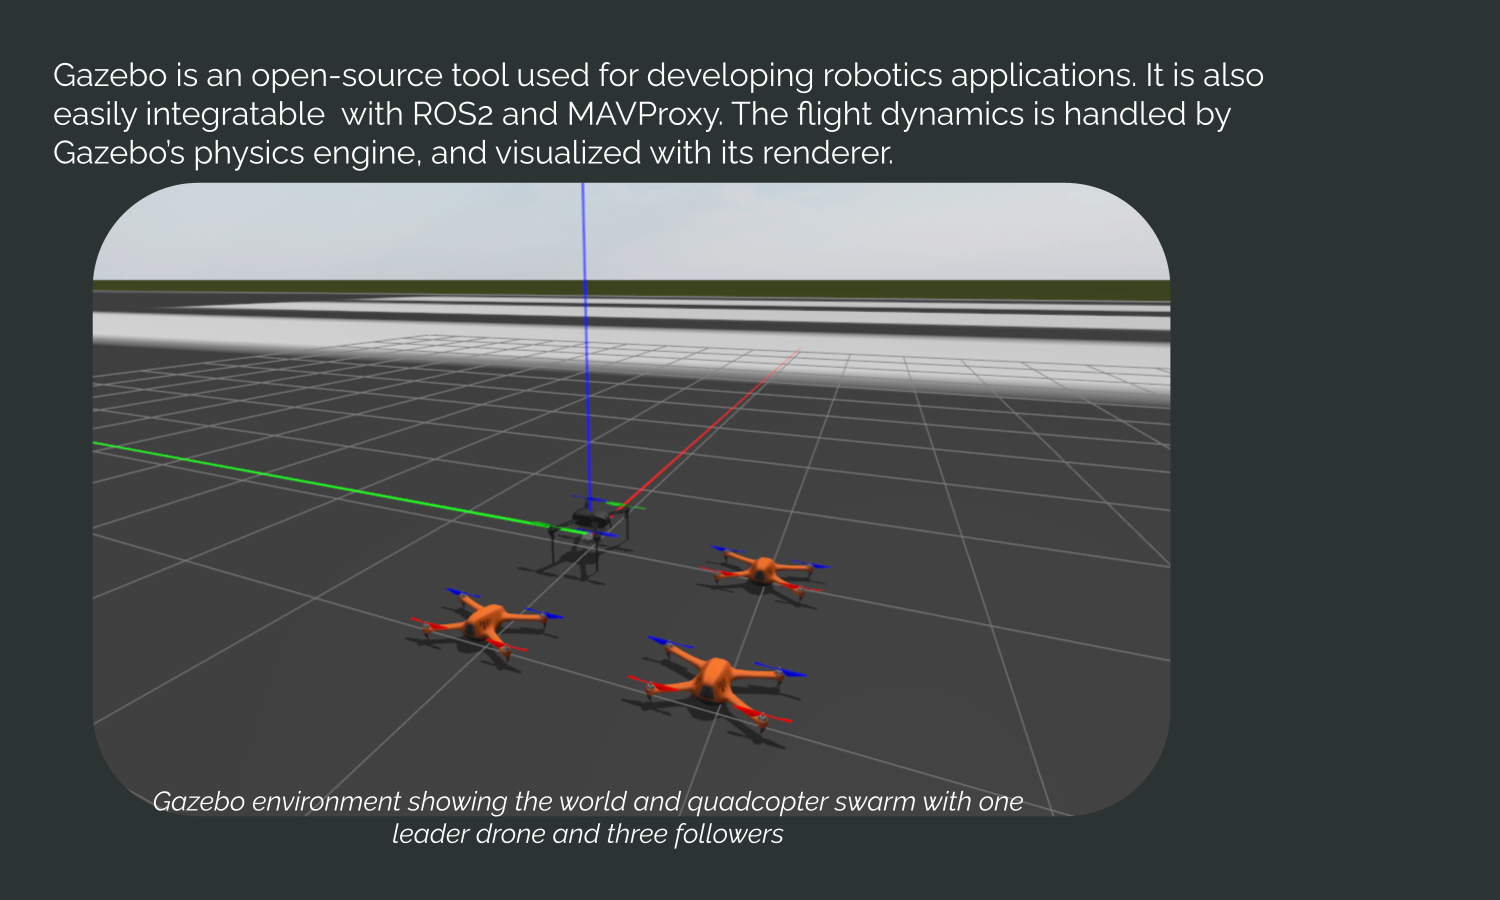 Gazebo is an open-source tool used for developing robotics applications. It is also
easily integratable  with ROS2 and MAVProxy. The flight dynamics is handled by
Gazebo's physics engine, and visualized with its renderer.
Gazebo environment showing the world and quadcopter swarm with one
leader drone and three followers